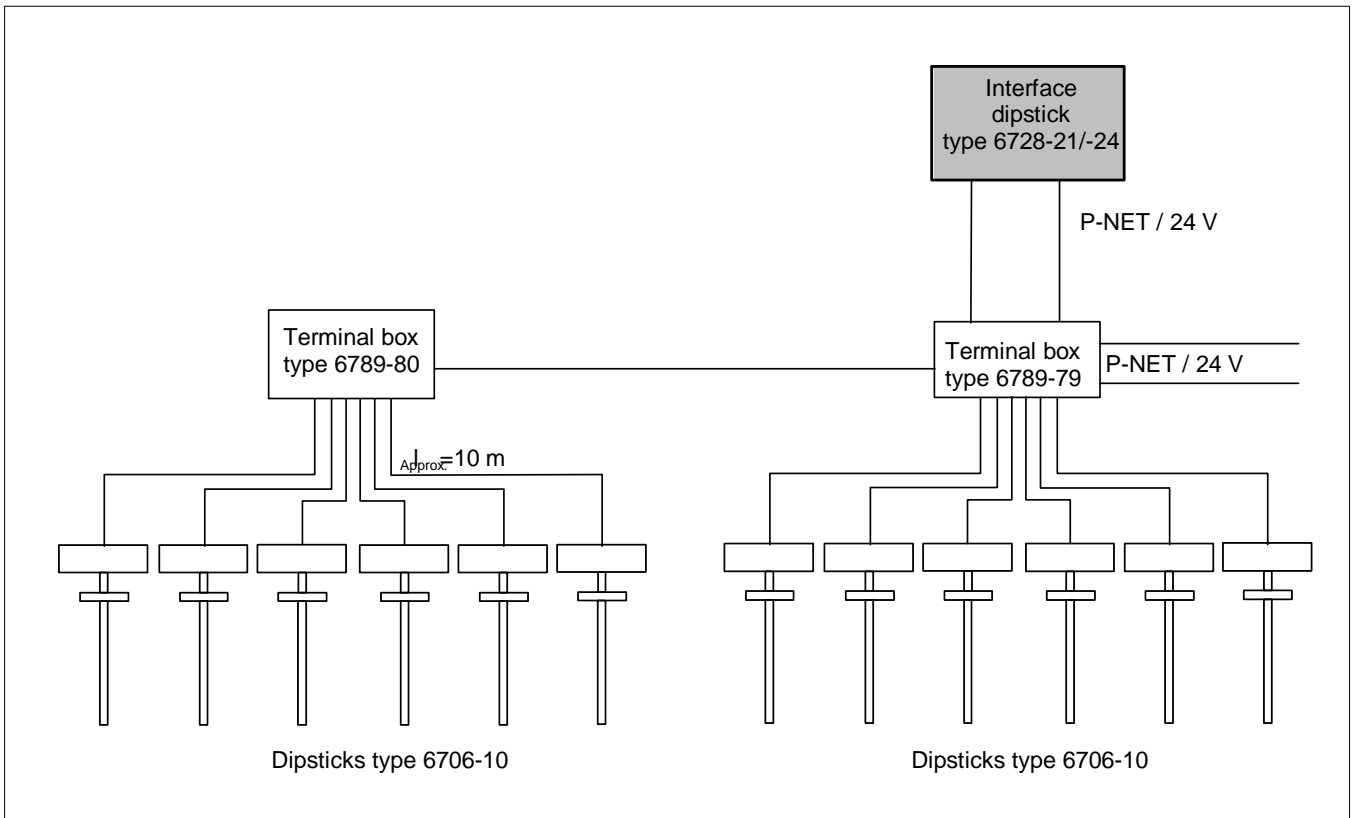 Interface
dipstick
type 6728-21/-24
P-NET / 24 V
Terminal box
type 6789-80
Terminal box
type 6789-79
P-NET / 24 V
l Approx. =10 m
Dipsticks type 6706-10
Dipsticks type 6706-10